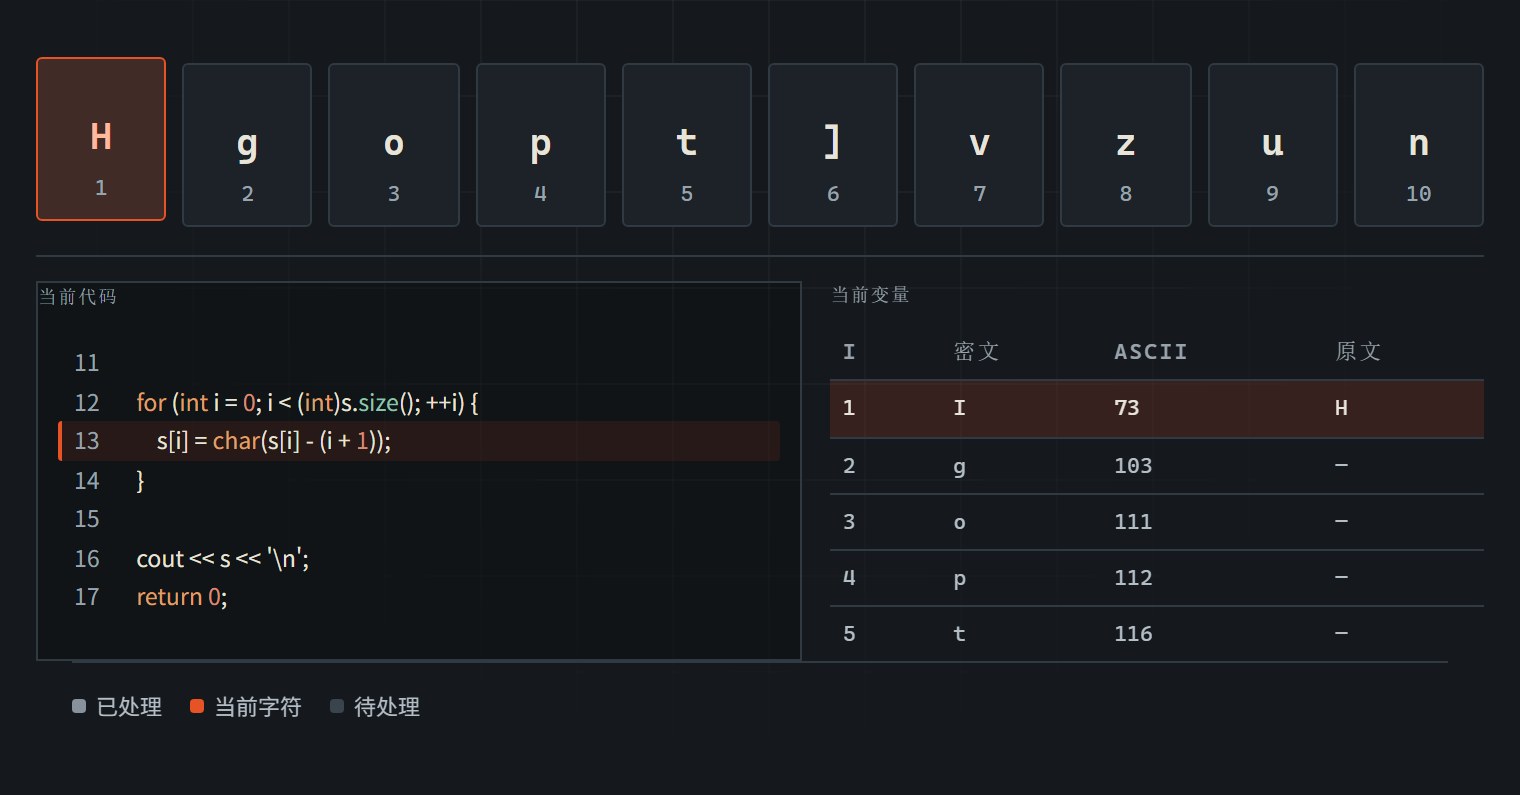 H g o p t ] v z u n
1 2 3 4 5 6 7 8 9 10
当前代码
11
12 for (int i = 0; i < (int)s.size(); ++i) {
13 s[i] = char(s[i] - (i + 1));
14 }
15
16 cout << s << '\n';
17 return 0;
当前变量
I 密文 ASCII 原文
1 I 73 H
2 g 103 —
3 o 111 —
4 p 112 —
5 t 116 —
已处理 当前字符 待处理